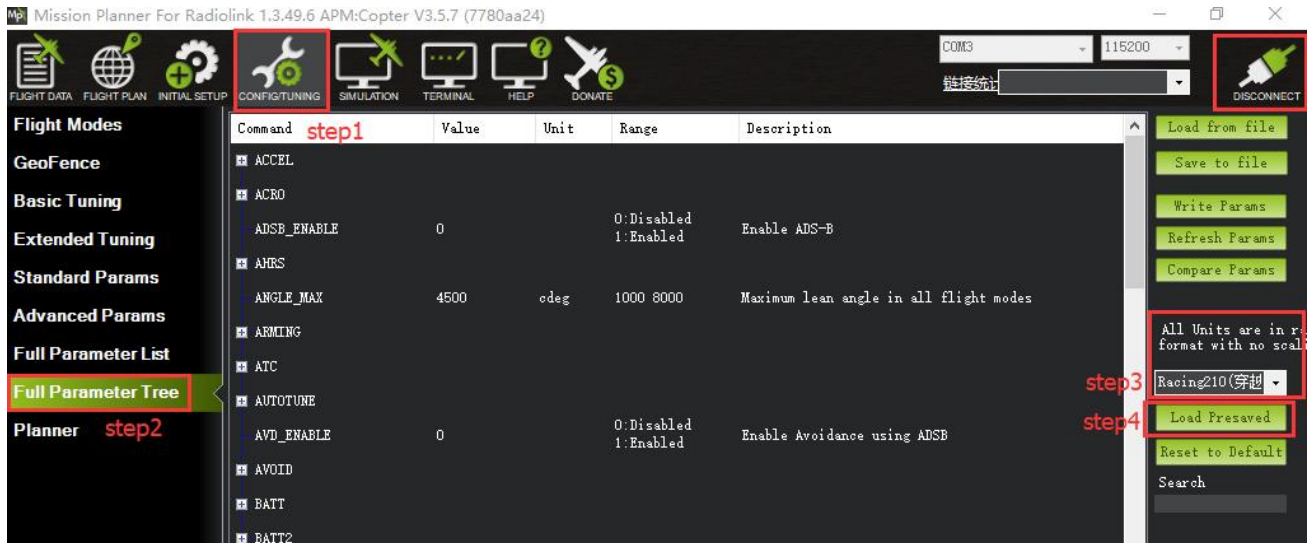 Mission Planner For Radiolink 1.3.49.6 APM:Copter V3.5.7 (7780aa24)
FLIGHT DATA FLIGHT PLAN INITIAL SETUP CONFIG/TUNING SIMULATION TERMINAL HELP DONATE
COM3 115200
链接统计
DISCONNECT
Flight Modes
GeoFence
Basic Tuning
Extended Tuning
Standard Params
Advanced Params
Full Parameter List
Full Parameter Tree
Planner step2
Command step1 Value Unit Range Description
ACCEL
ACRO
ADSB_ENABLE 0 0:Disabled Enable ADS-B
1:Enabled
AHRS
ANGLE_MAX 4500 cdeg 1000 8000 Maximum lean angle in all flight modes
ARMING
ATC
AUTOTUNE
AVD_ENABLE 0 0:Disabled Enable Avoidance using ADSB
1:Enabled
AVOID
BATT
BATT2
Load from file
Save to file
Write Params
Refresh Params
Compare Params
All Units are in r
format with no scal
step3 Racing210(穿越
step4 Load Presaved
Reset to Default
Search